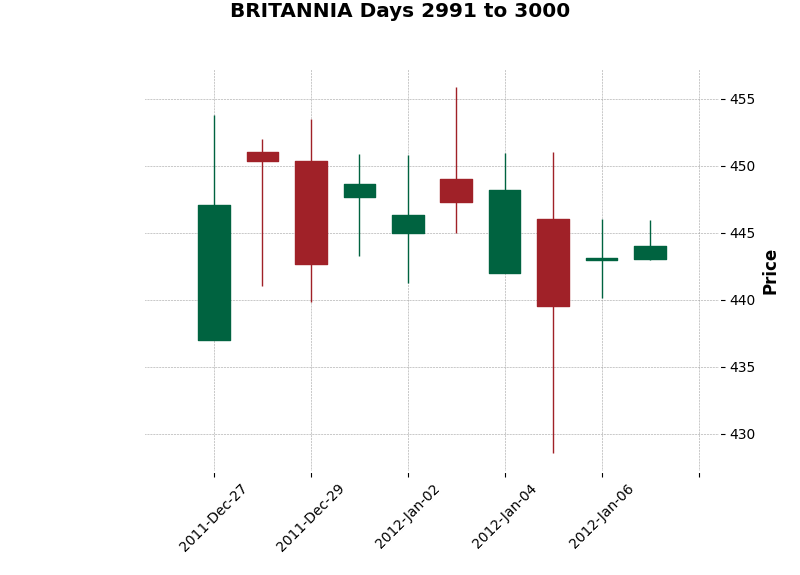 BRITANNIA Days 2991 to 3000
455
450
445
440
435
430
Price
2011-Dec-27
2011-Dec-29
2012-Jan-02
2012-Jan-04
2012-Jan-06